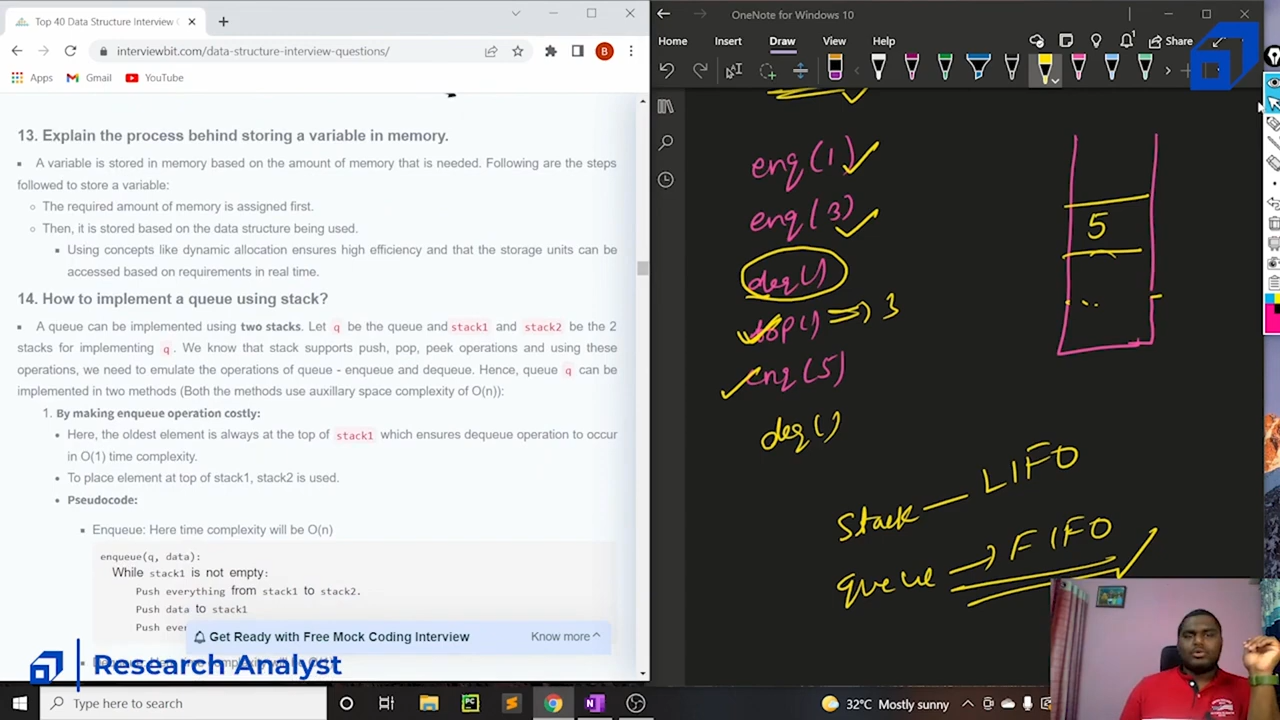 Top 40 Data Structure Interview
interviewbit.com/data-structure-interview-questions/
B
Apps
Gmail
YouTube
13. Explain the process behind storing a variable in memory.
A variable is stored in memory based on the amount of memory that is needed. Following are the steps
followed to store a variable:
The required amount of memory is assigned first.
Then, it is stored based on the data structure being used.
Using concepts like dynamic allocation ensures high efficiency and that the storage units can be
accessed based on requirements in real time.
14. How to implement a queue using stack?
A queue can be implemented using two stacks. Let q be the queue and stack1 and stack2 be the 2
stacks for implementing q. We know that stack supports push, pop, peek operations and using these
operations, we need to emulate the operations of queue - enqueue and dequeue. Hence, queue q can be
implemented in two methods (Both the methods use auxillary space complexity of O(n)):
1. By making enqueue operation costly:
Here, the oldest element is always at the top of stack1 which ensures dequeue operation to occur
in O(1) time complexity.
To place element at top of stack1, stack2 is used.
Pseudocode:
Enqueue: Here time complexity will be O(n)
enqueue(q, data):
While stack1 is not empty:
Push everything from stack1 to stack2.
Push data to stack1
Push
Get Ready with Free Mock Coding Interview
Know more
Research Analyst
OneNote for Windows 10
Home
Insert
Draw
View
Help
Share
enq(1)
enq(3)
deq()
top() => 3
enq(5)
deq()
5
Stack — LIFO
queue → FIFO
Type here to search
32°C Mostly sunny